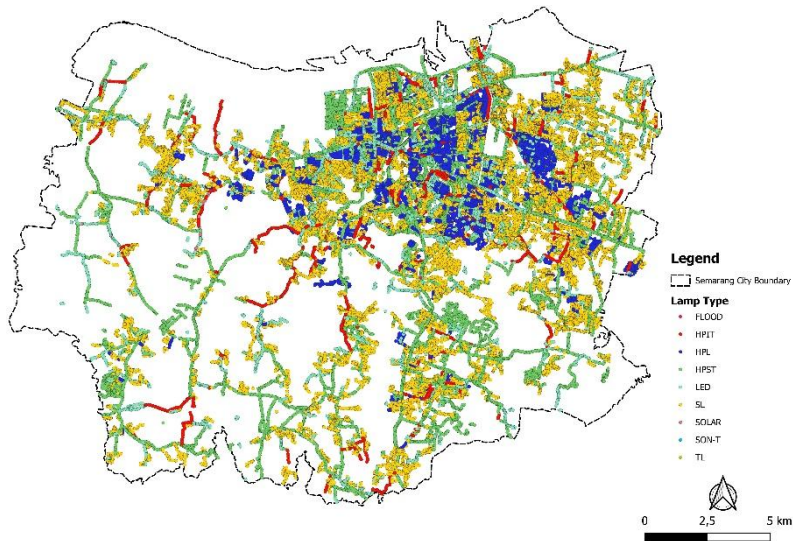 Legend
Semarang City Boundary
Lamp Type
FLOOD
HPIT
HPL
HPST
LED
SL
SOLAR
SON-T
TL
0 2,5 5 km